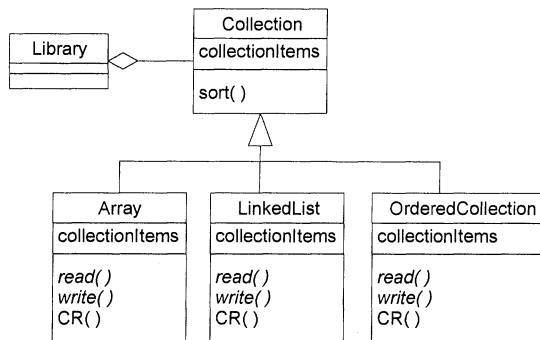 Collection
Library
collectionItems
sort( )
Array
LinkedList
OrderedCollection
collectionItems
collectionItems
collectionItems
read( )
read( )
read( )
write( )
write( )
write( )
CR( )
CR( )
CR( )